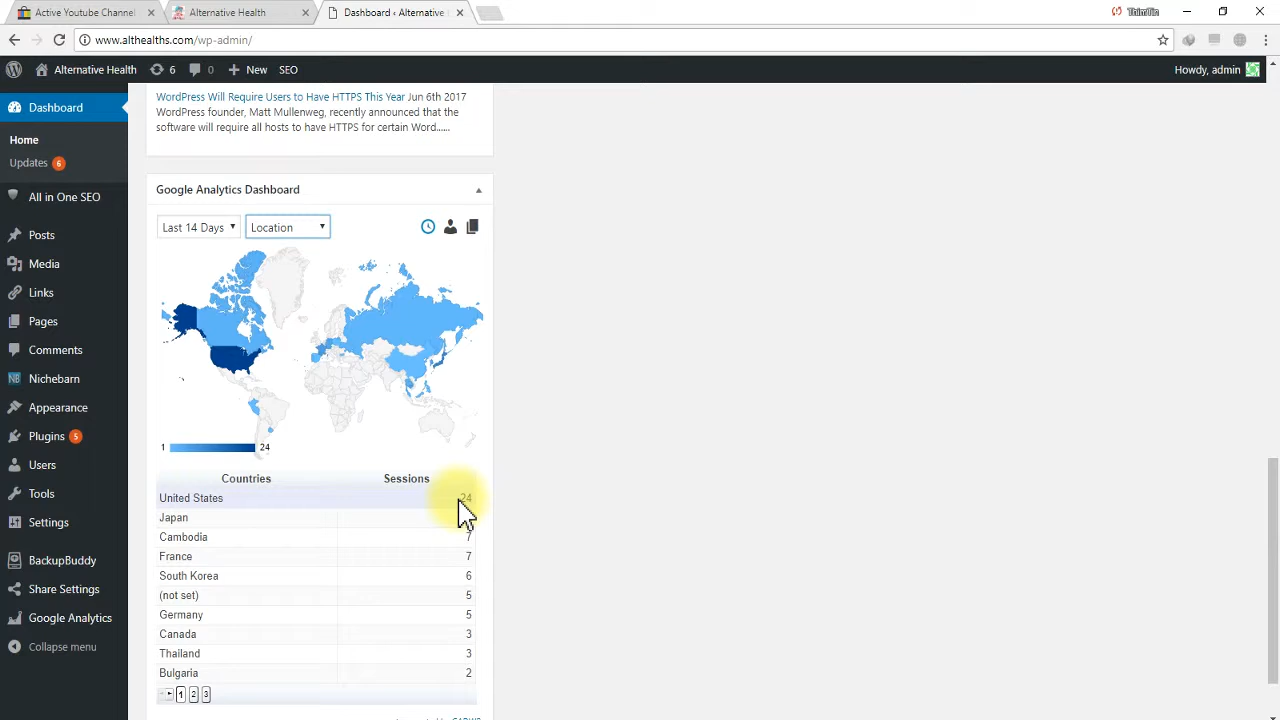 Active Youtube Channel
Alternative Health
Dashboard ‹ Alternative
ThimTin
www.althealths.com/wp-admin/
Alternative Health
6
0
New
SEO
Howdy, admin
Dashboard
Home
Updates 6
All in One SEO
Posts
Media
Links
Pages
Comments
Nichebarn
Appearance
Plugins 5
Users
Tools
Settings
BackupBuddy
Share Settings
Google Analytics
Collapse menu
WordPress Will Require Users to Have HTTPS This Year Jun 6th 2017
WordPress founder, Matt Mullenweg, recently announced that the
software will require all hosts to have HTTPS for certain Word......
Google Analytics Dashboard
Last 14 Days
Location
1
24
Countries Sessions
United States 24
Japan
Cambodia 7
France 7
South Korea 6
(not set) 5
Germany 5
Canada 3
Thailand 3
Bulgaria 2
1 2 3